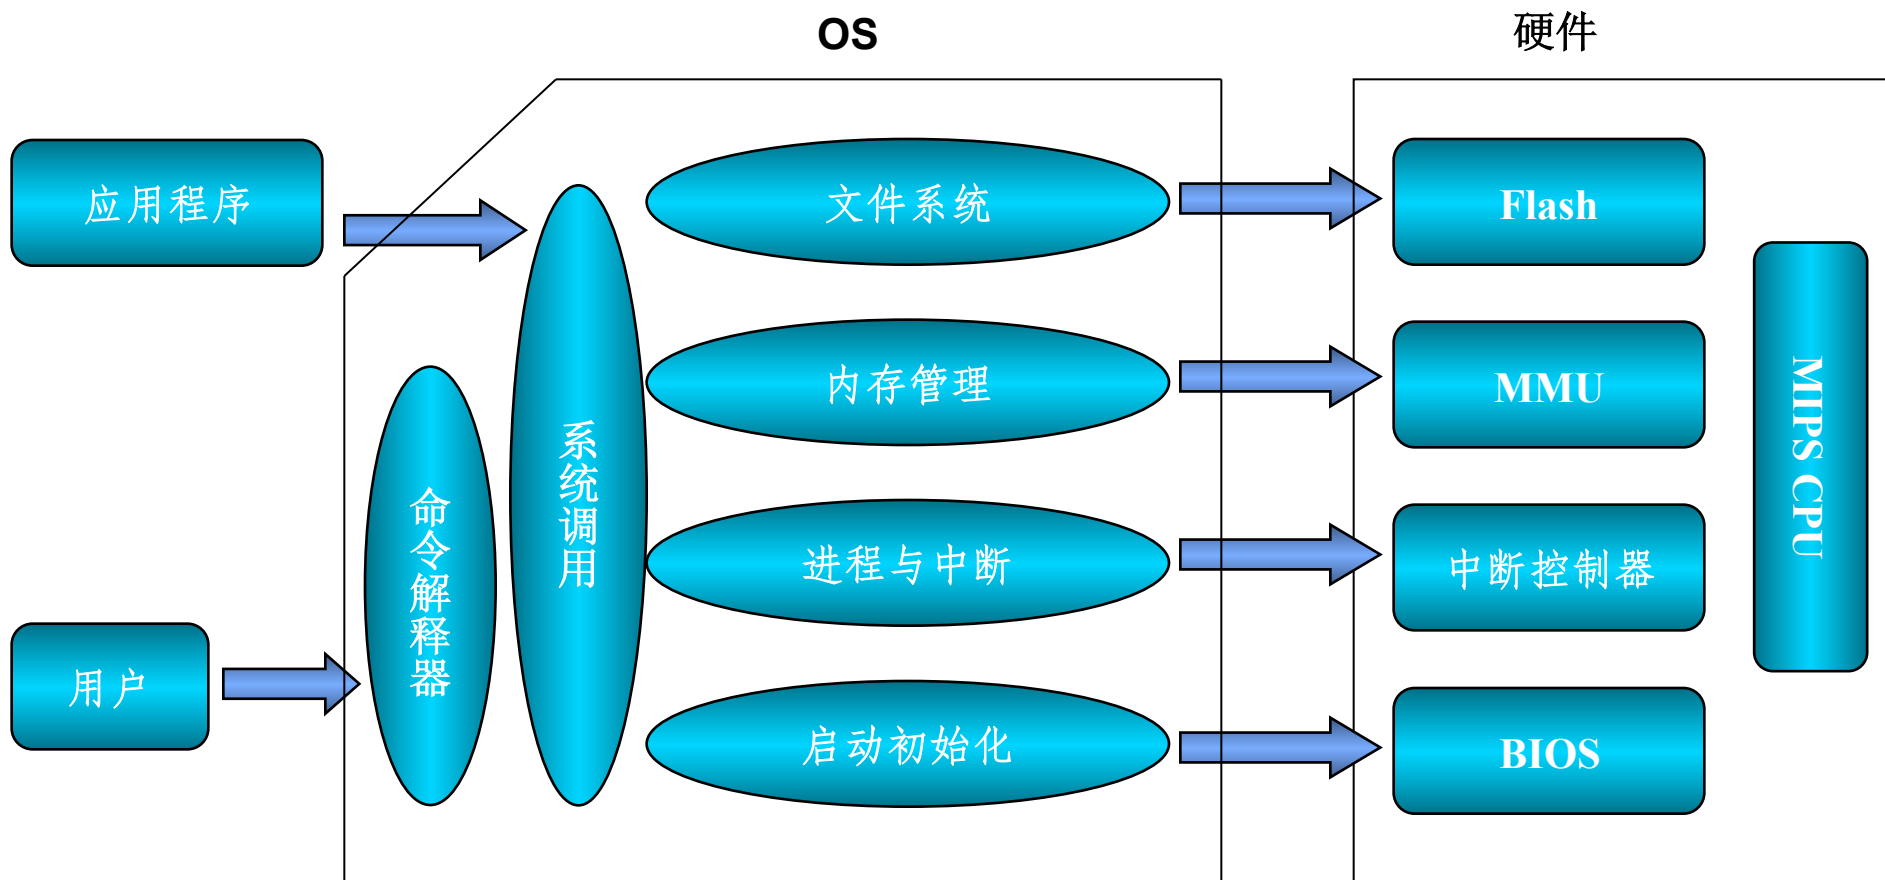 OS
硬件
应用程序
文件系统
Flash
内存管理
MMU
系统调用
命令解释器
进程与中断
中断控制器
MIPS CPU
用户
启动初始化
BIOS